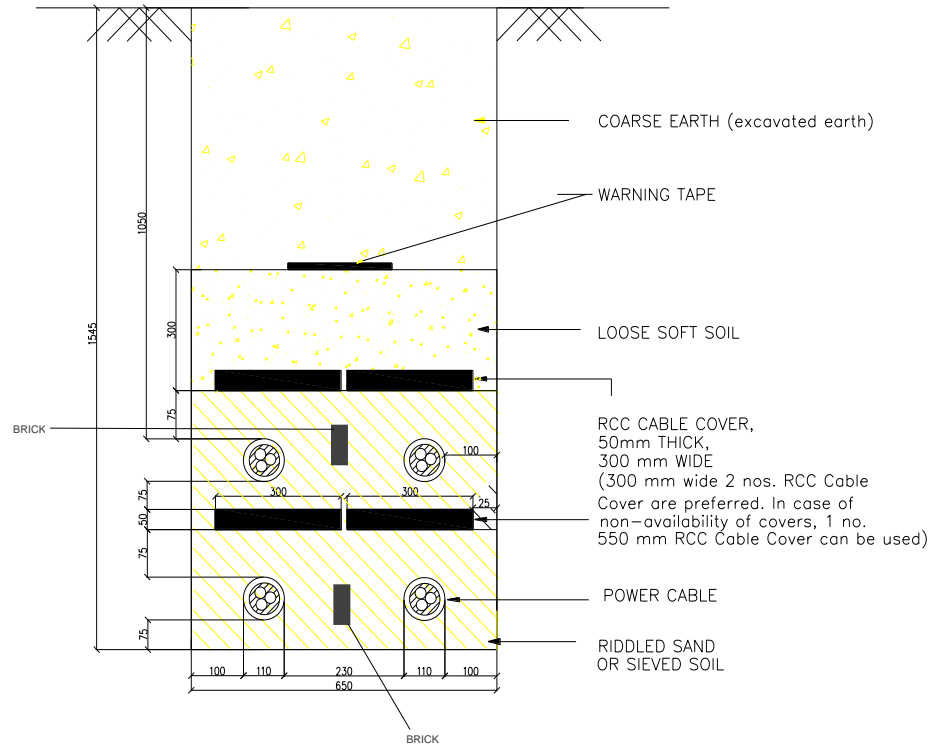 COARSE EARTH (excavated earth)
WARNING TAPE
1050
1545
300
LOOSE SOFT SOIL
75
BRICK
RCC CABLE COVER,
50mm THICK,
300 mm WIDE
(300 mm wide 2 nos. RCC Cable
Cover are preferred. In case of
non-availability of covers, 1 no.
550 mm RCC Cable Cover can be used)
100
75
300
300
25
50
75
POWER CABLE
75
RIDDLED SAND
OR SIEVED SOIL
100 110 230 110 100
650
BRICK